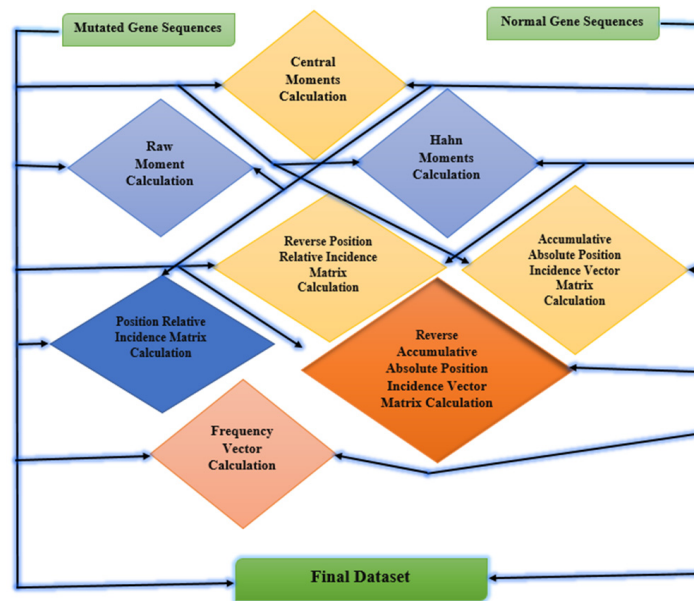 Mutated Gene Sequences
Normal Gene Sequences
Central
Moments
Calculation
Raw
Moment
Calculation
Hahn
Moments
Calculation
Reverse Position
Relative Incidence
Matrix
Calculation
Accumulative
Absolute Position
Incidence Vector
Matrix
Calculation
Position Relative
Incidence Matrix
Calculation
Reverse
Accumulative
Absolute Position
Incidence Vector
Matrix Calculation
Frequency
Vector
Calculation
Final Dataset